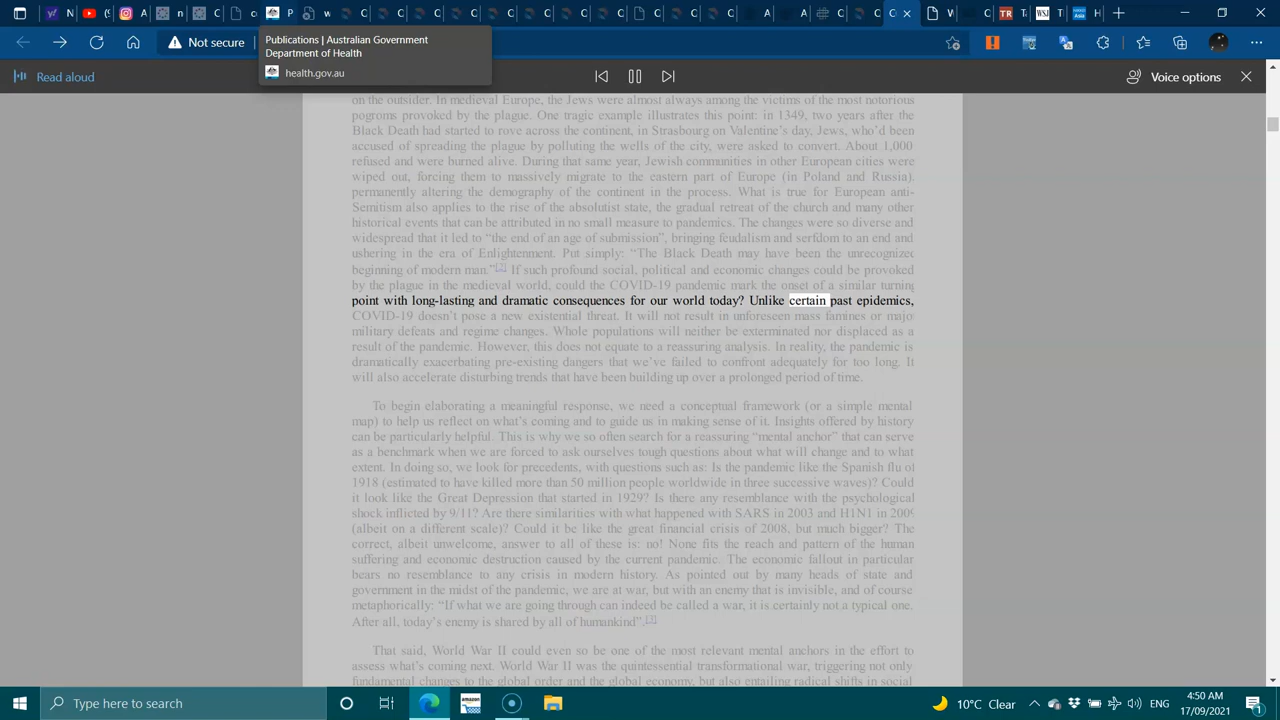 Not secure
Publications | Australian Government
Department of Health
health.gov.au
Read aloud
Voice options
on the outsider. In medieval Europe, the Jews were almost always among the victims of the most notorious
pogroms provoked by the plague. One tragic example illustrates this point: in 1349, two years after the
Black Death had started to rove across the continent, in Strasbourg on Valentine's day, Jews, who'd been
accused of spreading the plague by polluting the wells of the city, were asked to convert. About 1,000
refused and were burned alive. During that same year, Jewish communities in other European cities were
wiped out, forcing them to massively migrate to the eastern part of Europe (in Poland and Russia),
permanently altering the demography of the continent in the process. What is true for European anti-
Semitism also applies to the rise of the absolutist state, the gradual retreat of the church and many other
historical events that can be attributed in no small measure to pandemics. The changes were so diverse and
widespread that it led to "the end of an age of submission", bringing feudalism and serfdom to an end and
ushering in the era of Enlightenment. Put simply: "The Black Death may have been the unrecognized
beginning of modern man."[2] If such profound social, political and economic changes could be provoked
by the plague in the medieval world, could the COVID-19 pandemic mark the onset of a similar turning
point with long-lasting and dramatic consequences for our world today? Unlike certain past epidemics,
COVID-19 doesn't pose a new existential threat. It will not result in unforeseen mass famines or major
military defeats and regime changes. Whole populations will neither be exterminated nor displaced as a
result of the pandemic. However, this does not equate to a reassuring analysis. In reality, the pandemic is
dramatically exacerbating pre-existing dangers that we've failed to confront adequately for too long. It
will also accelerate disturbing trends that have been building up over a prolonged period of time.
To begin elaborating a meaningful response, we need a conceptual framework (or a simple mental
map) to help us reflect on what's coming and to guide us in making sense of it. Insights offered by history
can be particularly helpful. This is why we so often search for a reassuring "mental anchor" that can serve
as a benchmark when we are forced to ask ourselves tough questions about what will change and to what
extent. In doing so, we look for precedents, with questions such as: Is the pandemic like the Spanish flu of
1918 (estimated to have killed more than 50 million people worldwide in three successive waves)? Could
it look like the Great Depression that started in 1929? Is there any resemblance with the psychological
shock inflicted by 9/11? Are there similarities with what happened with SARS in 2003 and H1N1 in 2009
(albeit on a different scale)? Could it be like the great financial crisis of 2008, but much bigger? The
correct, albeit unwelcome, answer to all of these is: no! None fits the reach and pattern of the human
suffering and economic destruction caused by the current pandemic. The economic fallout in particular
bears no resemblance to any crisis in modern history. As pointed out by many heads of state and
government in the midst of the pandemic, we are at war, but with an enemy that is invisible, and of course
metaphorically: "If what we are going through can indeed be called a war, it is certainly not a typical one.
After all, today's enemy is shared by all of humankind".[3]
That said, World War II could even so be one of the most relevant mental anchors in the effort to
assess what's coming next. World War II was the quintessential transformational war, triggering not only
fundamental changes to the global order and the global economy, but also entailing radical shifts in social
Type here to search
10°C Clear
ENG
4:50 AM
17/09/2021